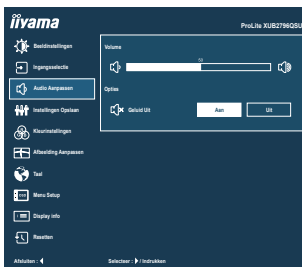 iiyama
ProLite XUB2796QSU
Beeldinstellingen
Ingangsselectie
Audio Aanpassen
Instellingen Opslaan
Kleurinstellingen
Afbeelding Aanpassen
Taal
Menu Setup
Display info
Resetten
Volume
50
Opties
Geluid Uit
Aan
Uit
Afsluiten :
Selecteer : / Indrukken